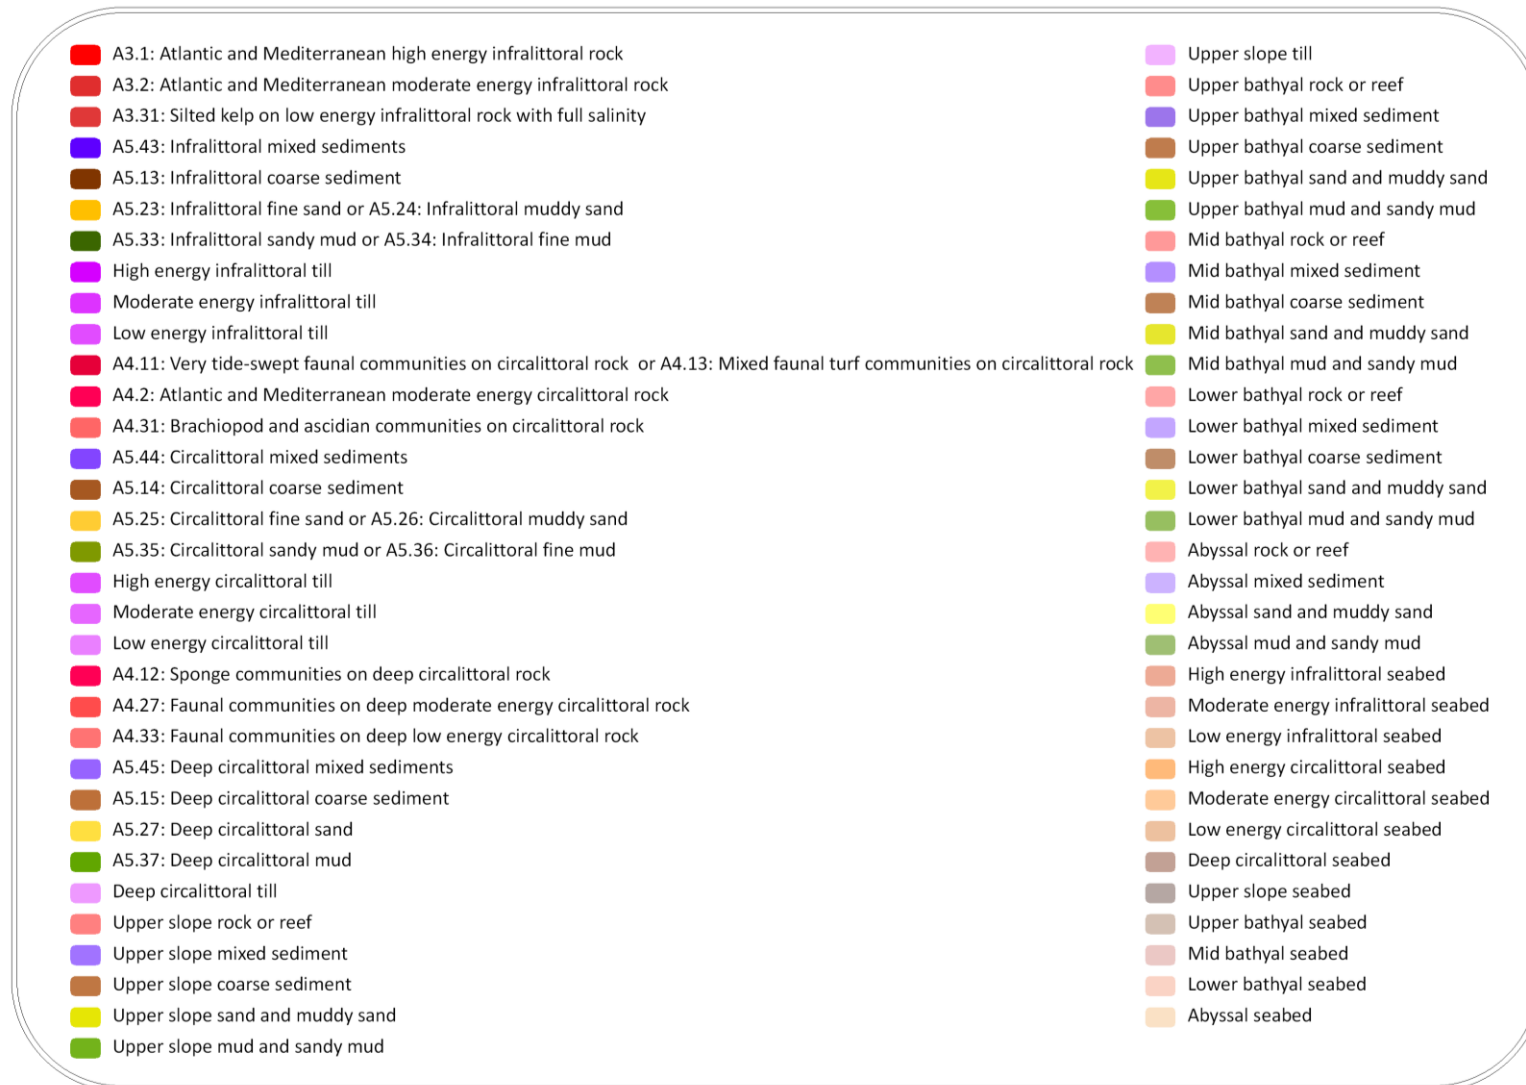 A3.1: Atlantic and Mediterranean high energy infralittoral rock
A3.2: Atlantic and Mediterranean moderate energy infralittoral rock
A3.31: Silted kelp on low energy infralittoral rock with full salinity
A5.43: Infralittoral mixed sediments
A5.13: Infralittoral coarse sediment
A5.23: Infralittoral fine sand or A5.24: Infralittoral muddy sand
A5.33: Infralittoral sandy mud or A5.34: Infralittoral fine mud
High energy infralittoral till
Moderate energy infralittoral till
Low energy infralittoral till
A4.11: Very tide-swept faunal communities on circalittoral rock or A4.13: Mixed faunal turf communities on circalittoral rock
A4.2: Atlantic and Mediterranean moderate energy circalittoral rock
A4.31: Brachiopod and ascidian communities on circalittoral rock
A5.44: Circalittoral mixed sediments
A5.14: Circalittoral coarse sediment
A5.25: Circalittoral fine sand or A5.26: Circalittoral muddy sand
A5.35: Circalittoral sandy mud or A5.36: Circalittoral fine mud
High energy circalittoral till
Moderate energy circalittoral till
Low energy circalittoral till
A4.12: Sponge communities on deep circalittoral rock
A4.27: Faunal communities on deep moderate energy circalittoral rock
A4.33: Faunal communities on deep low energy circalittoral rock
A5.45: Deep circalittoral mixed sediments
A5.15: Deep circalittoral coarse sediment
A5.27: Deep circalittoral sand
A5.37: Deep circalittoral mud
Deep circalittoral till
Upper slope rock or reef
Upper slope mixed sediment
Upper slope coarse sediment
Upper slope sand and muddy sand
Upper slope mud and sandy mud
Upper slope till
Upper bathyal rock or reef
Upper bathyal mixed sediment
Upper bathyal coarse sediment
Upper bathyal sand and muddy sand
Upper bathyal mud and sandy mud
Mid bathyal rock or reef
Mid bathyal mixed sediment
Mid bathyal coarse sediment
Mid bathyal sand and muddy sand
Mid bathyal mud and sandy mud
Lower bathyal rock or reef
Lower bathyal mixed sediment
Lower bathyal coarse sediment
Lower bathyal sand and muddy sand
Lower bathyal mud and sandy mud
Abyssal rock or reef
Abyssal mixed sediment
Abyssal sand and muddy sand
Abyssal mud and sandy mud
High energy infralittoral seabed
Moderate energy infralittoral seabed
Low energy infralittoral seabed
High energy circalittoral seabed
Moderate energy circalittoral seabed
Low energy circalittoral seabed
Deep circalittoral seabed
Upper slope seabed
Upper bathyal seabed
Mid bathyal seabed
Lower bathyal seabed
Abyssal seabed